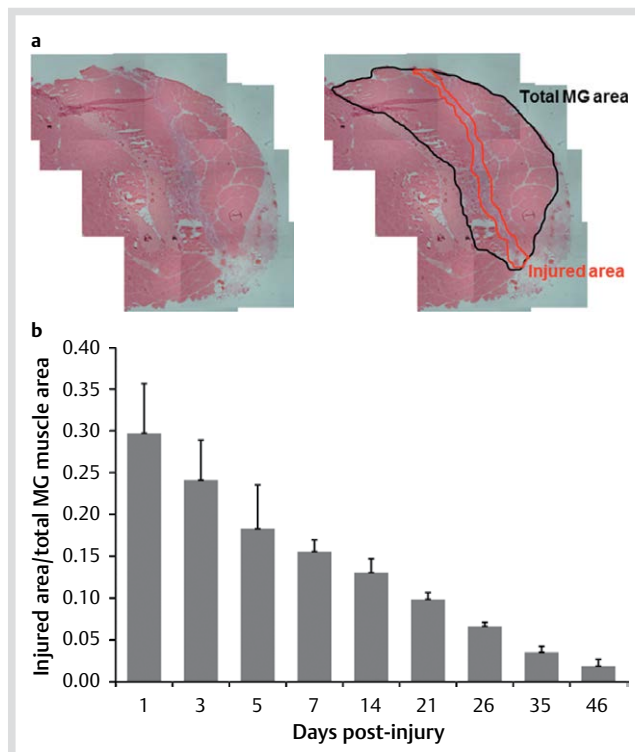 a
Total MG area
Injured area
b
Injured area/total MG muscle area
0.40
0.35
0.30
0.25
0.20
0.15
0.10
0.05
0.00
1 3 5 7 14 21 26 35 46
Days post-injury